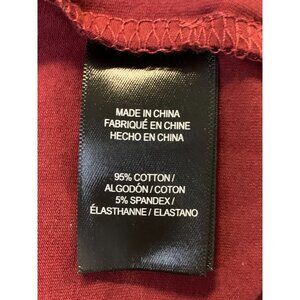 MADE IN CHINA
FABRIQUÉ EN CHINE
HECHO EN CHINA
95% COTTON /
ALGODÓN / COTON
5% SPANDEX /
ÉLASTHANNE / ELASTANO